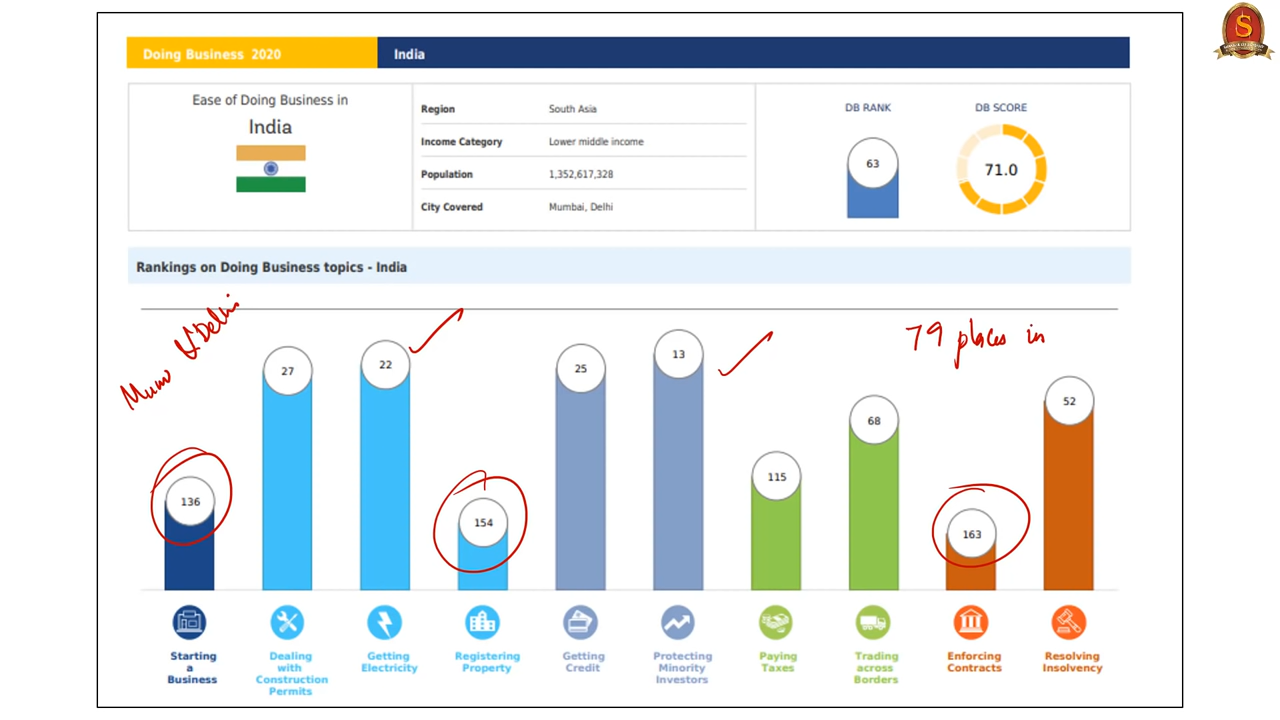 Doing Business 2020
India
Ease of Doing Business in
India
Region South Asia
Income Category Lower middle income
Population 1,352,617,328
City Covered Mumbai, Delhi
DB RANK
63
DB SCORE
71.0
Rankings on Doing Business topics - India
Mum & Delhi
79 places in
136
27
22
154
25
13
115
68
163
52
Starting
a
Business
Dealing
with
Construction
Permits
Getting
Electricity
Registering
Property
Getting
Credit
Protecting
Minority
Investors
Paying
Taxes
Trading
across
Borders
Enforcing
Contracts
Resolving
Insolvency
S